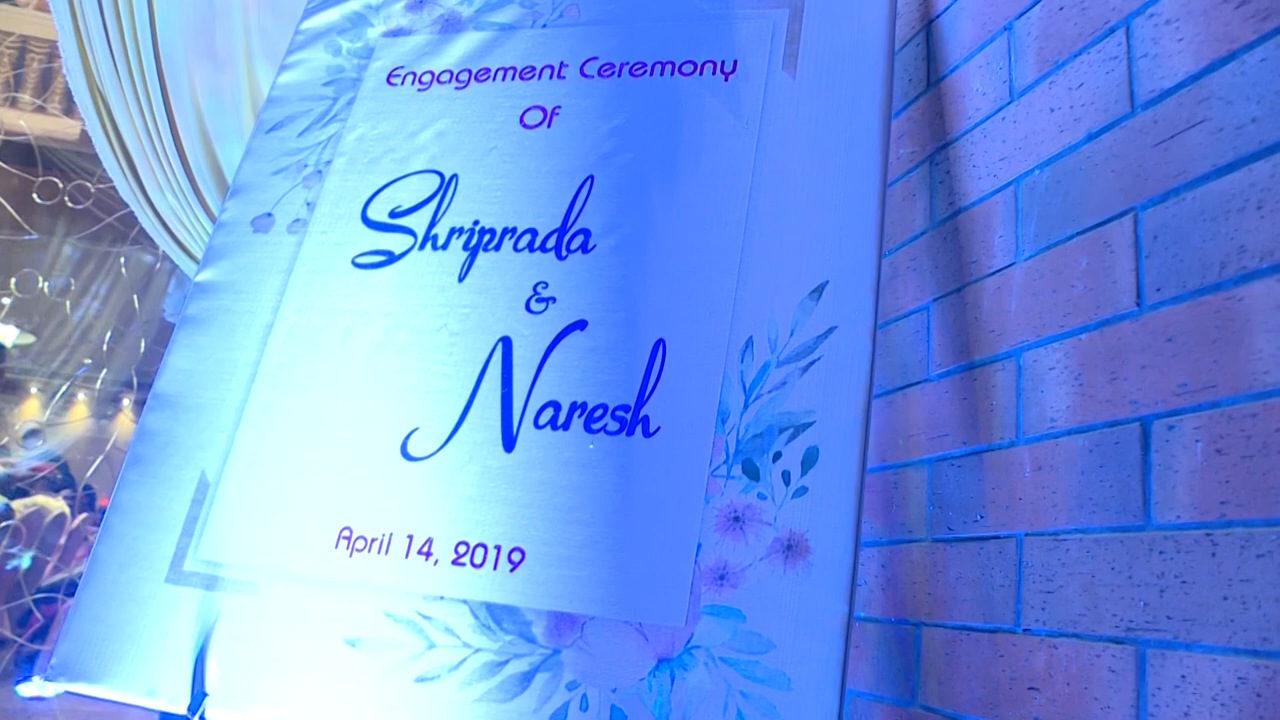 Engagement Ceremony
Of
Shriprada
&
Naresh
April 14, 2019